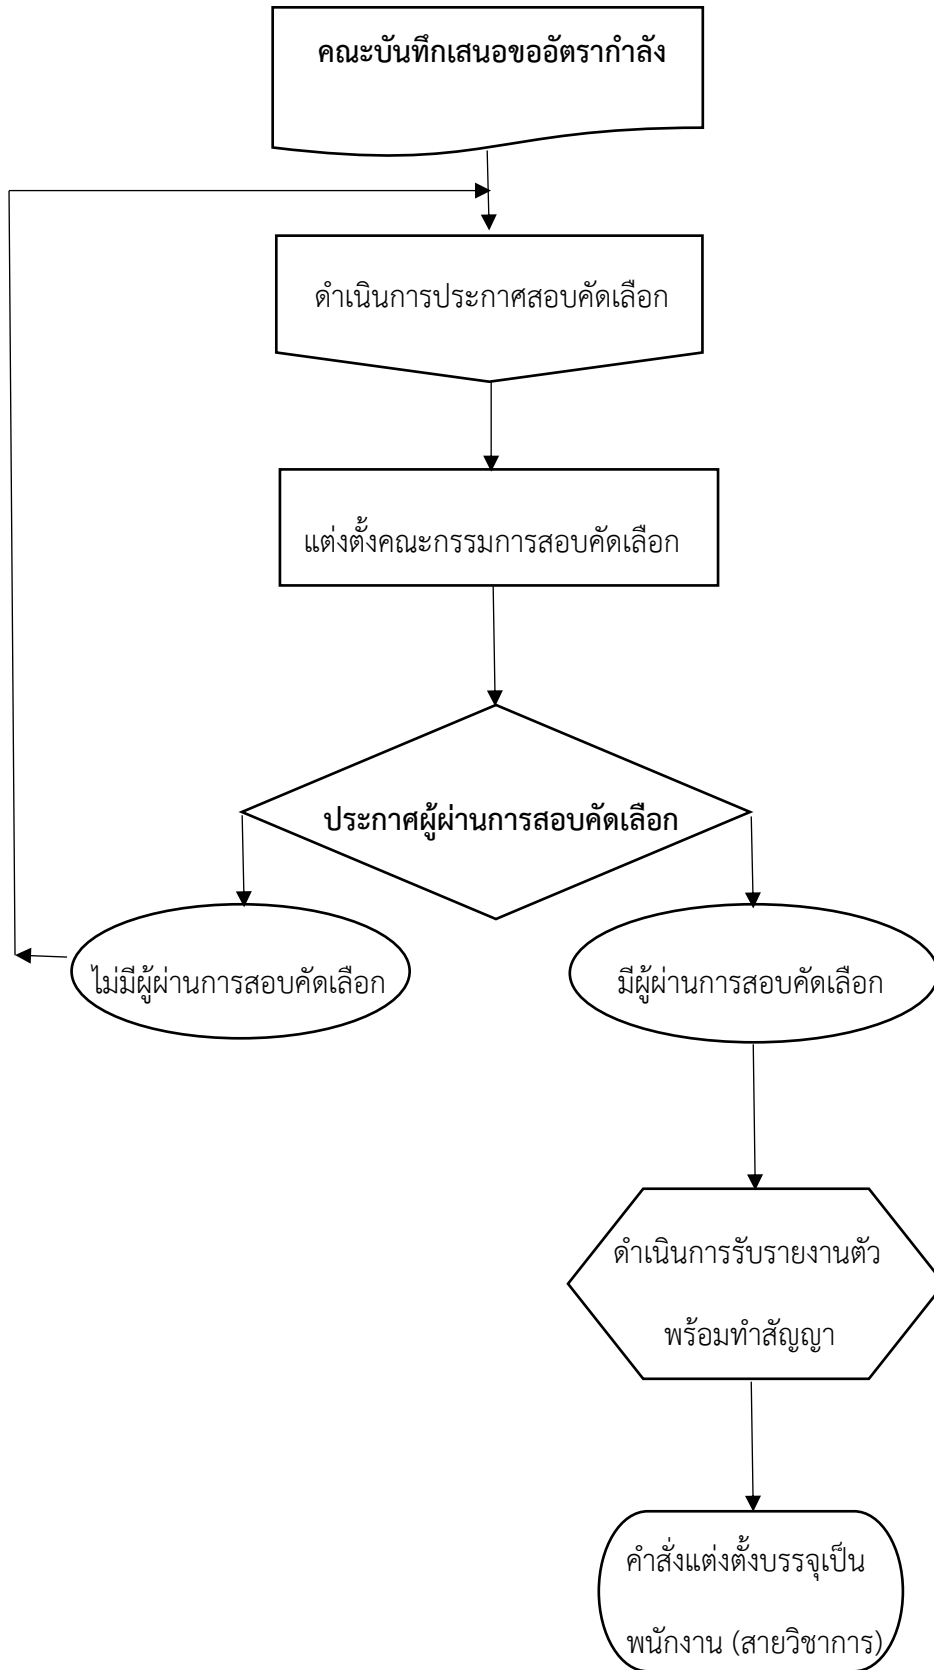 คณะบันทึกเสนอขออัตรากำลัง
ดำเนินการประกาศสอบคัดเลือก
แต่งตั้งคณะกรรมการสอบคัดเลือก
ประกาศผู้ผ่านการสอบคัดเลือก
ไม่มีผู้ผ่านการสอบคัดเลือก
มีผู้ผ่านการสอบคัดเลือก
ดำเนินการรับรายงานตัว
พร้อมทำสัญญา
คำสั่งแต่งตั้งบรรจุเป็น
พนักงาน (สายวิชาการ)